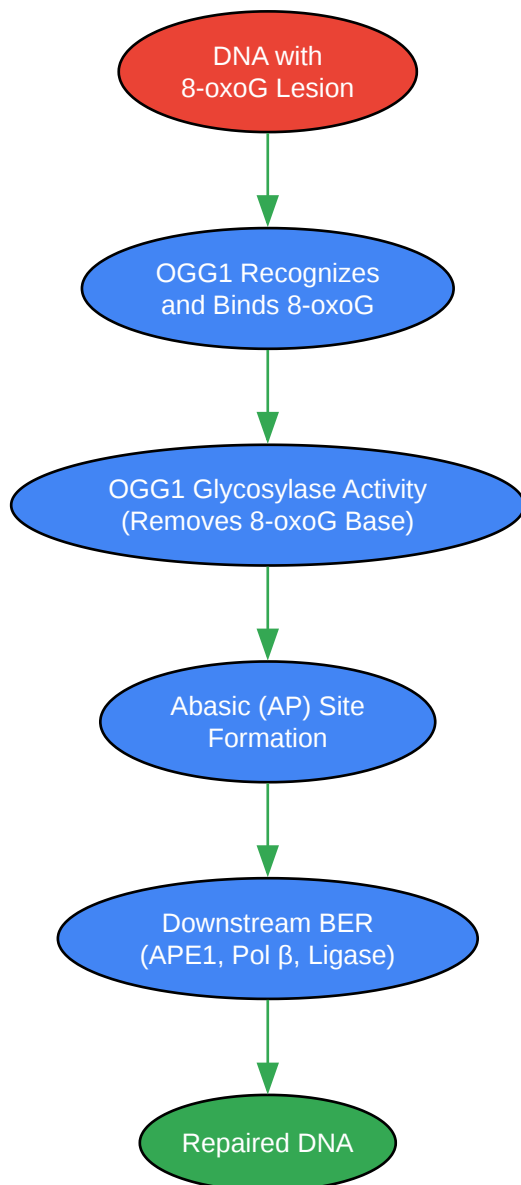 DNA with
8-oxoG Lesion
OGG1 Recognizes
and Binds 8-oxoG
OGG1 Glycosylase Activity
(Removes 8-oxoG Base)
Abasic (AP) Site
Formation
Downstream BER
(APE1, Pol β, Ligase)
Repaired DNA